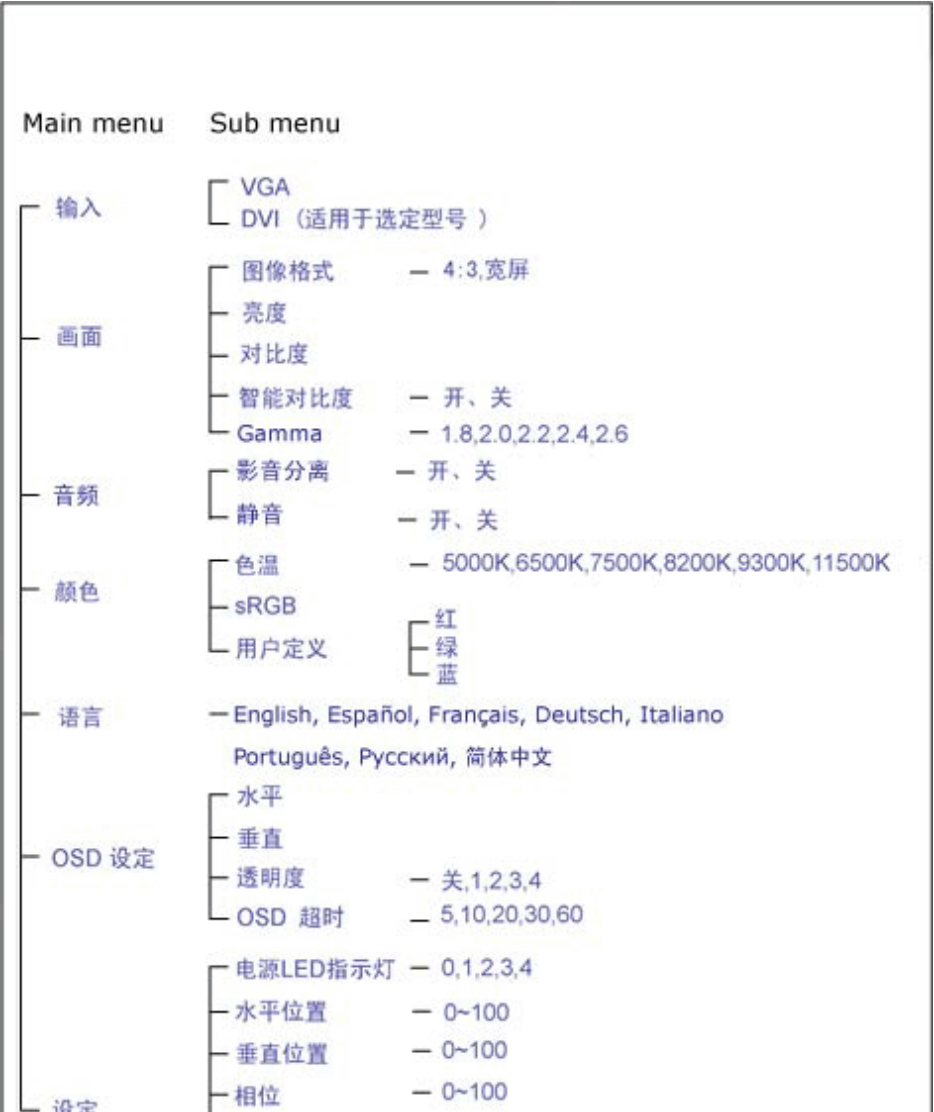 Main menu Sub menu
输入
VGA
DVI (适用于选定型号 )
画面
图像格式 — 4:3,宽屏
亮度
对比度
智能对比度 — 开、关
Gamma — 1.8,2.0,2.2,2.4,2.6
音频
影音分离 — 开、关
静音 — 开、关
颜色
色温 — 5000K,6500K,7500K,8200K,9300K,11500K
sRGB
用户定义
红
绿
蓝
语言
English, Español, Français, Deutsch, Italiano
Português, Русский, 简体中文
OSD 设定
水平
垂直
透明度 — 关,1,2,3,4
OSD 超时 — 5,10,20,30,60
设定
电源LED指示灯 — 0,1,2,3,4
水平位置 — 0~100
垂直位置 — 0~100
相位 — 0~100